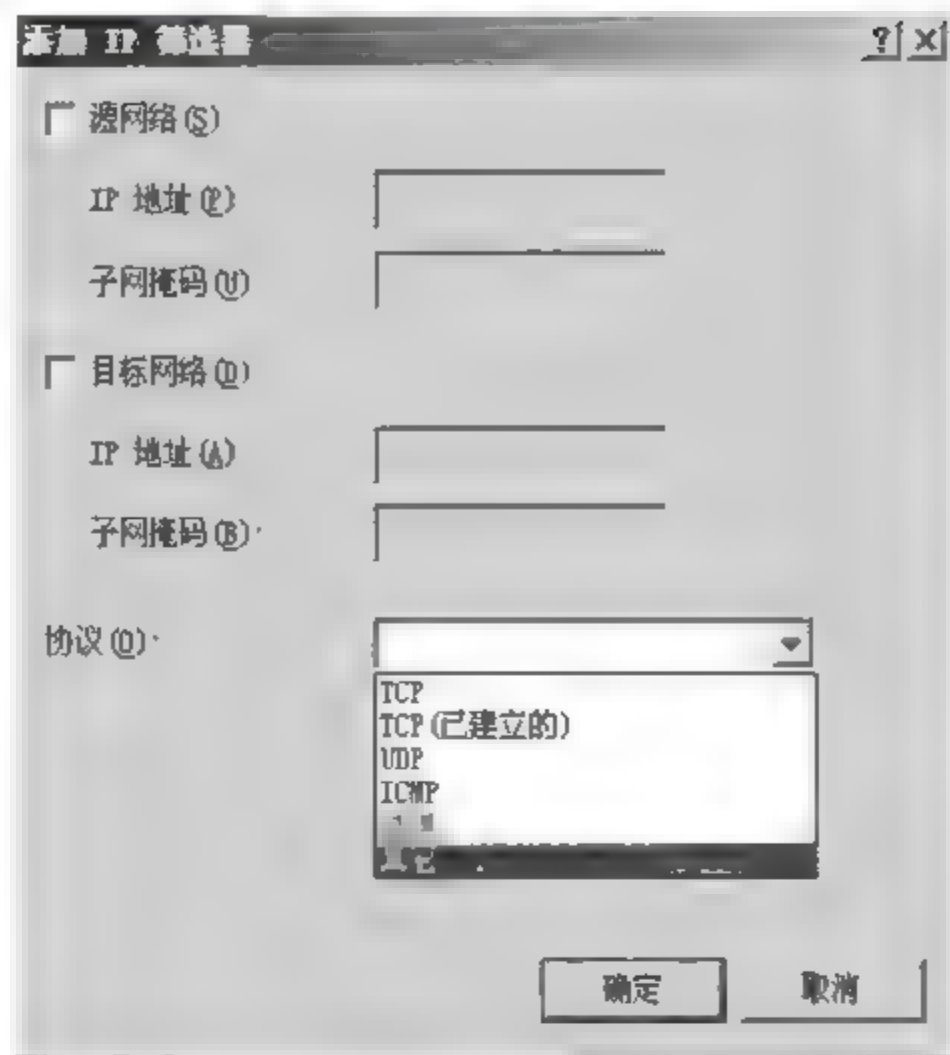 添加 IP 筛选器
源网络(S)
IP 地址(P)
子网掩码(U)
目标网络(D)
IP 地址(A)
子网掩码(B):
协议(O):
TCP
TCP(已建立的)
UDP
ICMP
其它
确定
取消